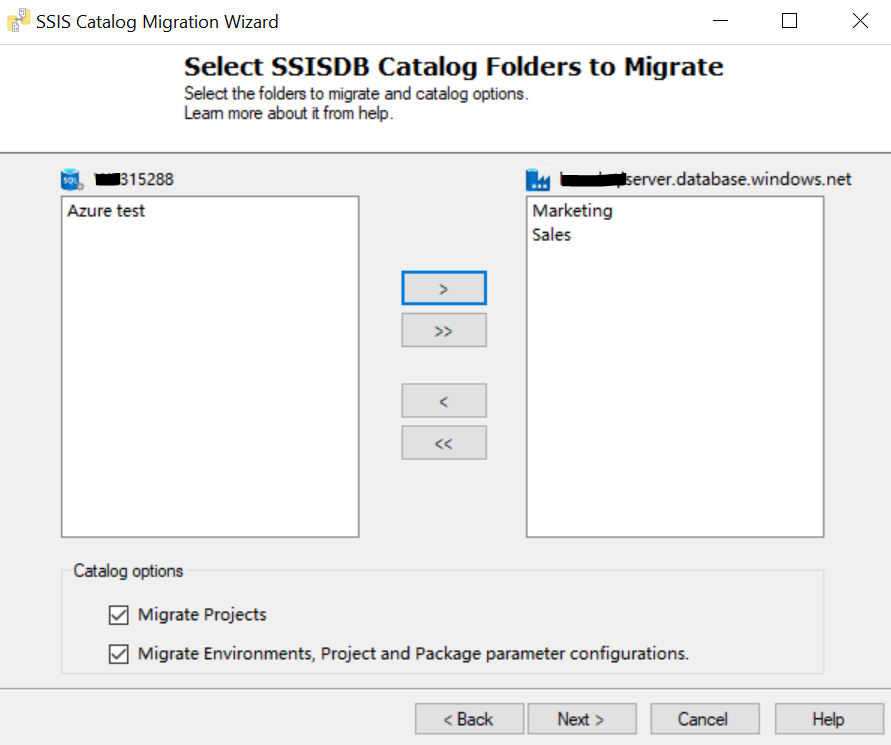 SSIS Catalog Migration Wizard
Select SSISDB Catalog Folders to Migrate
Select the folders to migrate and catalog options.
Learn more about it from help.
315288
server.database.windows.net
Azure test
Marketing
Sales
>
>>
<
<<
Catalog options
Migrate Projects
Migrate Environments, Project and Package parameter configurations.
< Back
Next >
Cancel
Help